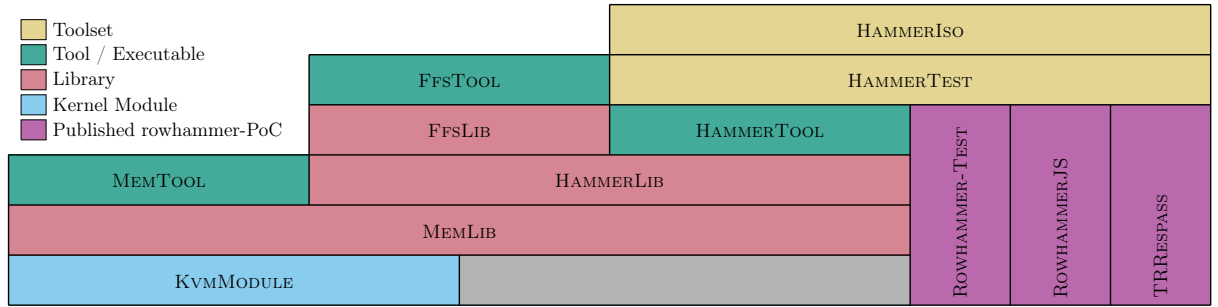 Toolset
Tool / Executable
Library
Kernel Module
Published rowhammer-PoC
HammerIso
FfsTool
HammerTest
FfsLib
HammerTool
MemTool
HammerLib
MemLib
KvmModule
Rowhammer-Test
RowhammerJS
TRRespass